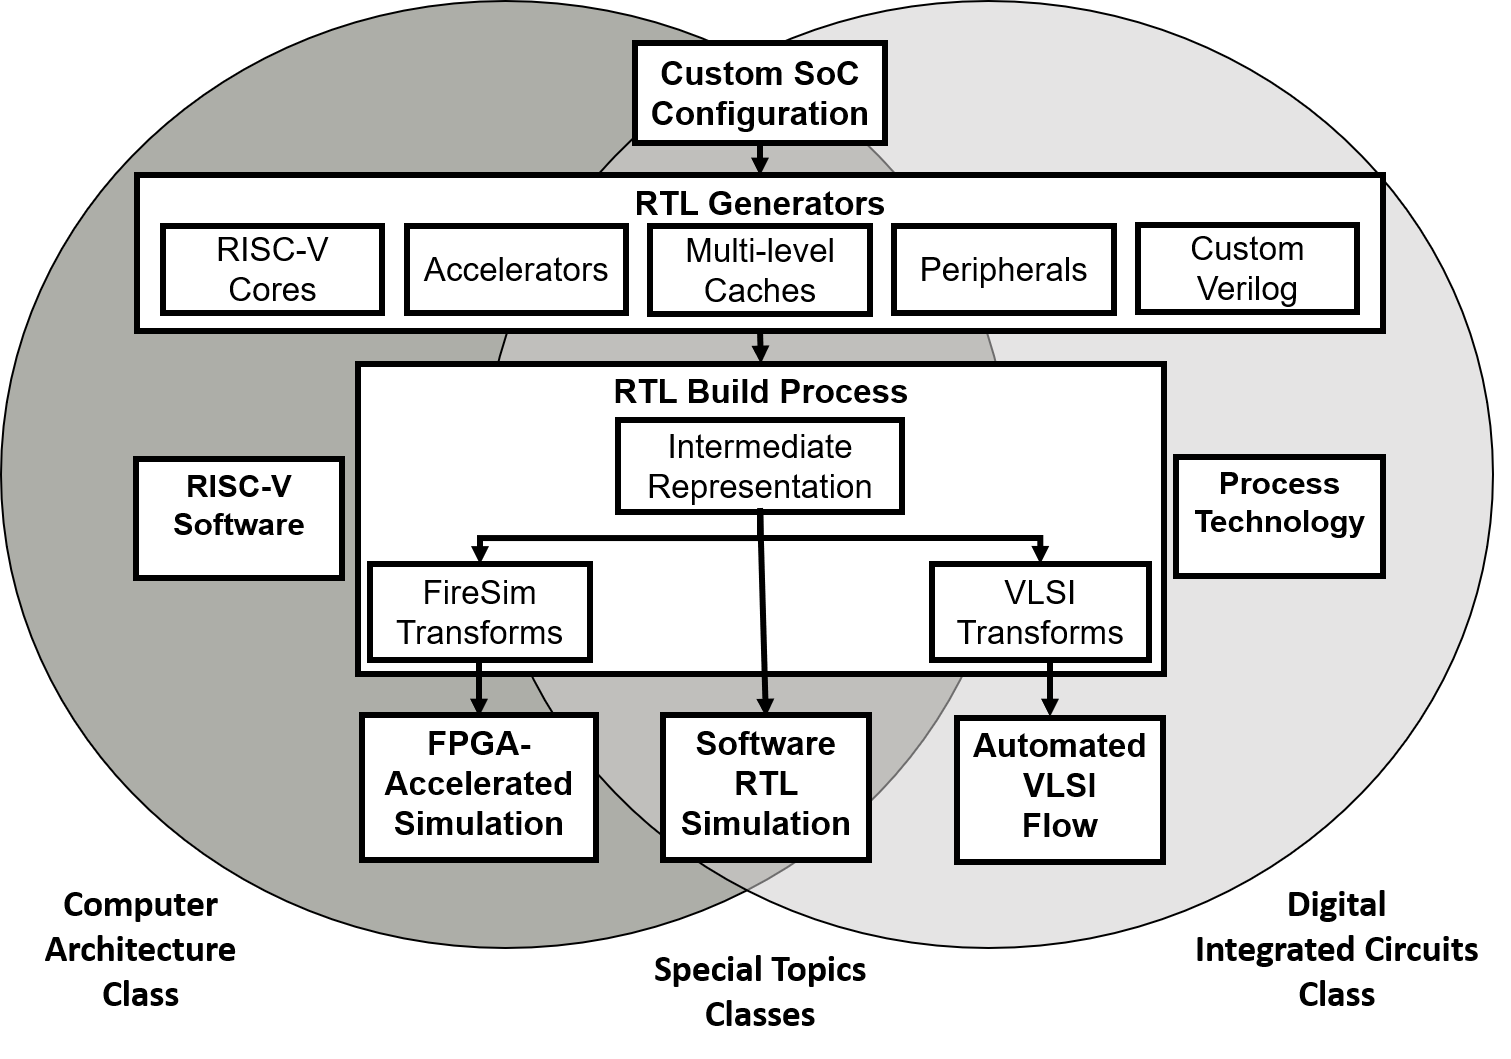 Custom SoC
Configuration
RTL Generators
RISC-V
Cores
Accelerators
Multi-level
Caches
Peripherals
Custom
Verilog
RTL Build Process
Intermediate
Representation
RISC-V
Software
Process
Technology
FireSim
Transforms
VLSI
Transforms
FPGA-
Accelerated
Simulation
Software
RTL
Simulation
Automated
VLSI
Flow
Computer
Architecture
Class
Special Topics
Classes
Digital
Integrated Circuits
Class